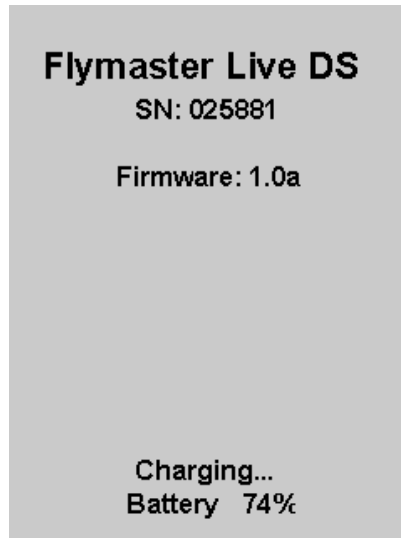 Flymaster Live DS
SN: 025881
Firmware: 1.0a
Charging...
Battery 74%